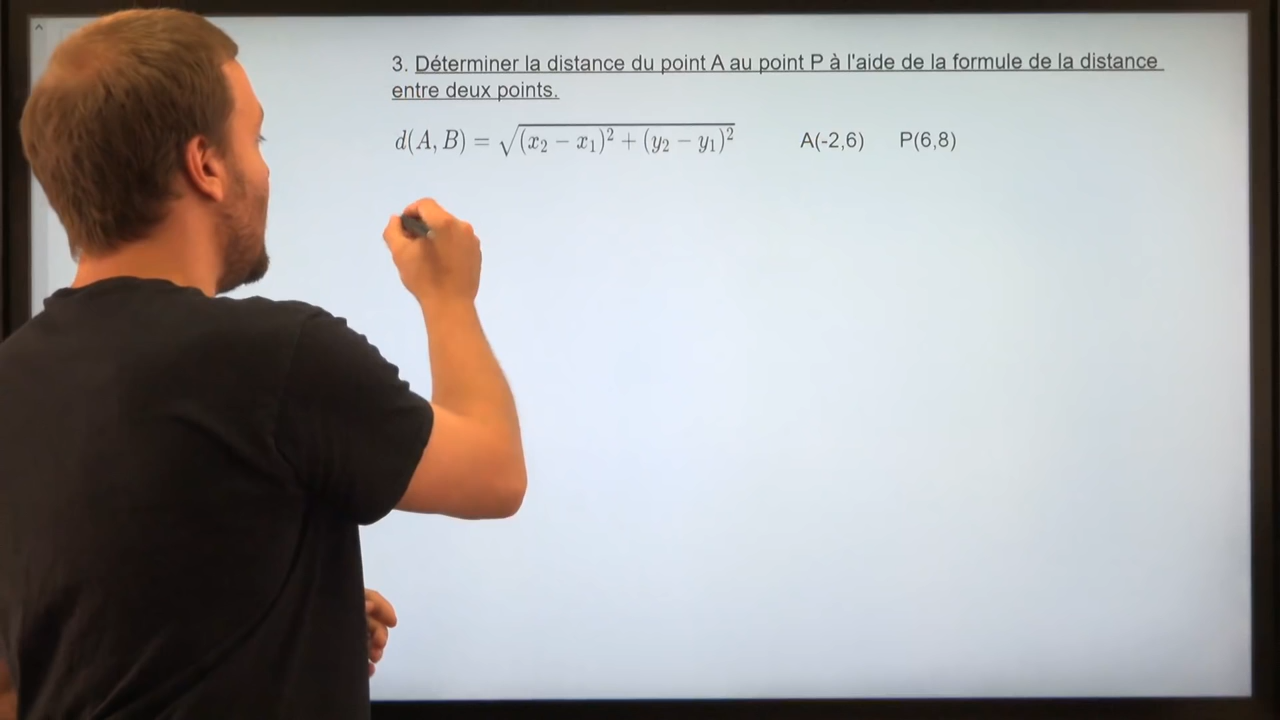 3. Déterminer la distance du point A au point P à l'aide de la formule de la distance
entre deux points.
d(A, B) = √(x₂ − x₁)² + (y₂ − y₁)² A(-2,6) P(6,8)